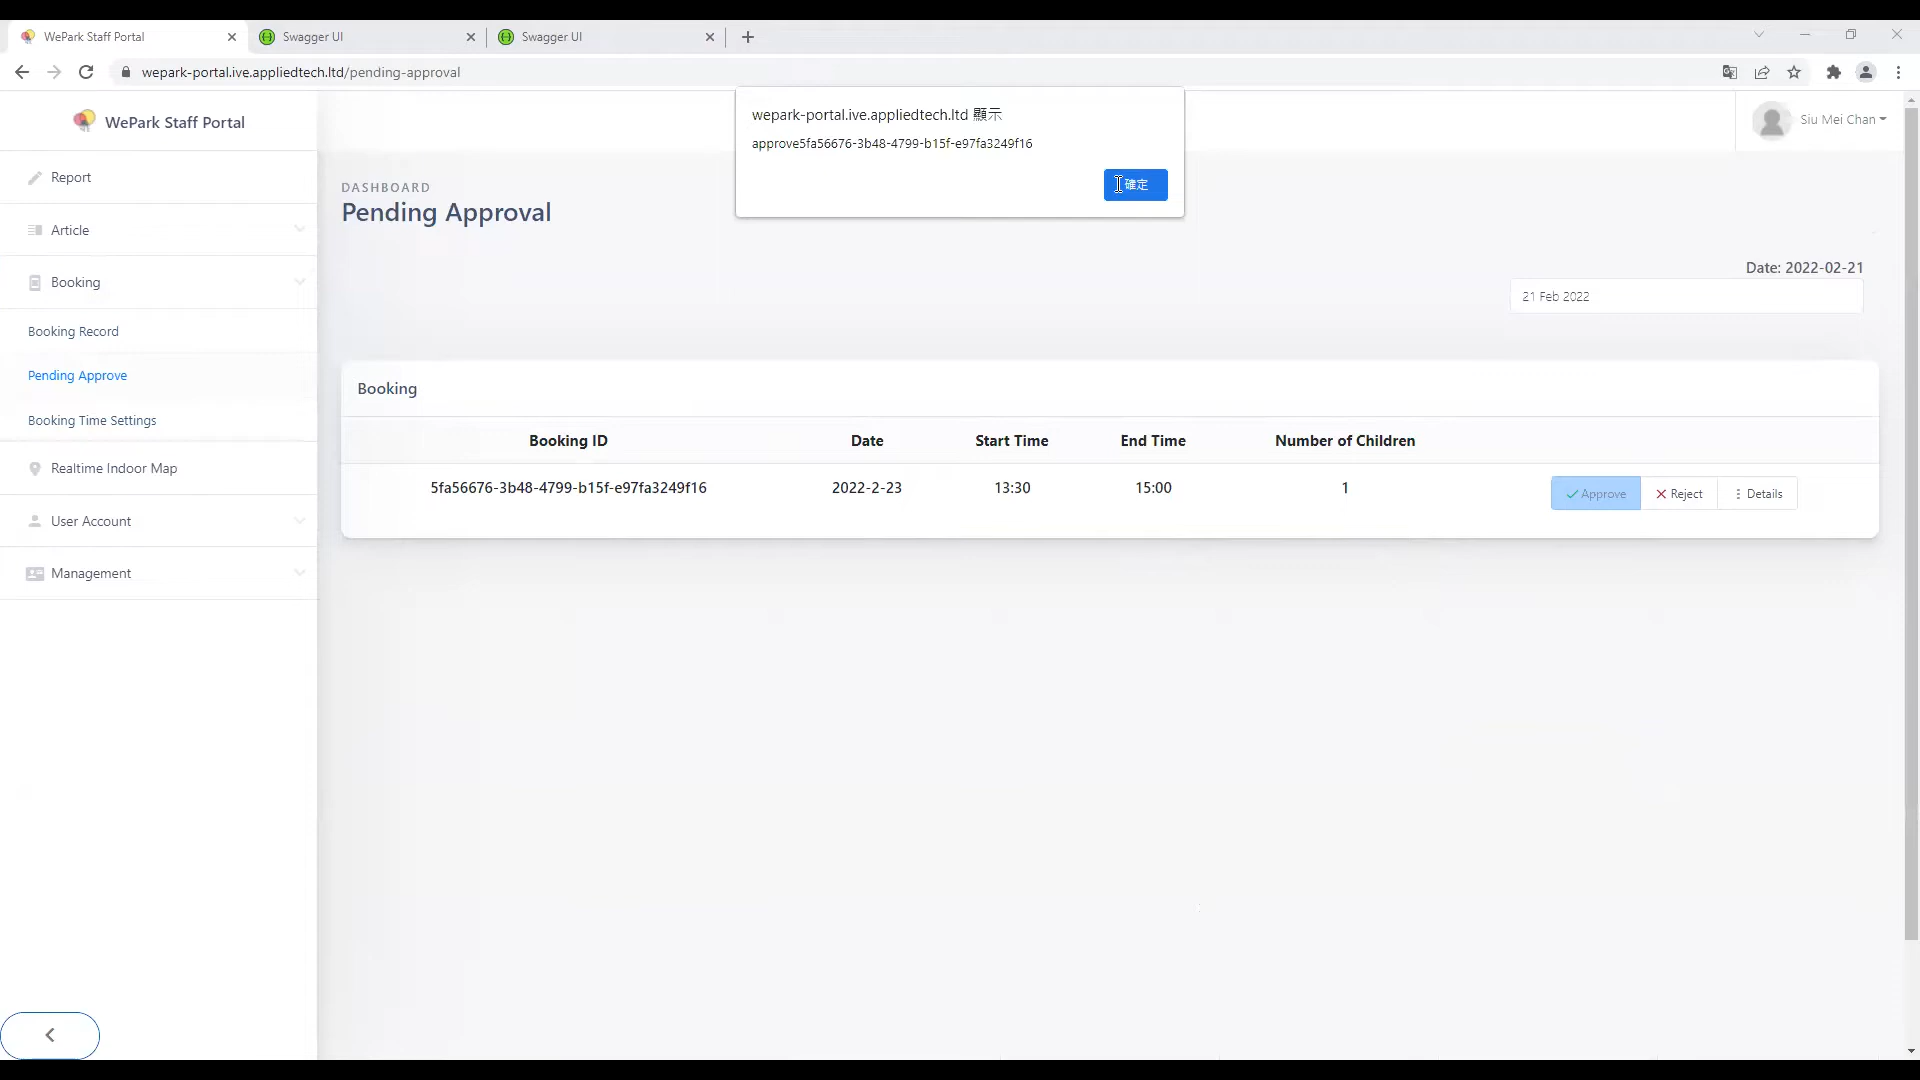 WePark Staff Portal
Swagger UI
Swagger UI
wepark-portal.ive.appliedtech.ltd/pending-approval
wepark-portal.ive.appliedtech.ltd 顯示
approve5fa56676-3b48-4799-b15f-e97fa3249f16
確定
WePark Staff Portal
Siu Mei Chan
Report
Article
Booking
Booking Record
Pending Approve
Booking Time Settings
Realtime Indoor Map
User Account
Management
DASHBOARD
Pending Approval
Date: 2022-02-21
21 Feb 2022
Booking
Booking ID Date Start Time End Time Number of Children
5fa56676-3b48-4799-b15f-e97fa3249f16 2022-2-23 13:30 15:00 1 Approve Reject Details